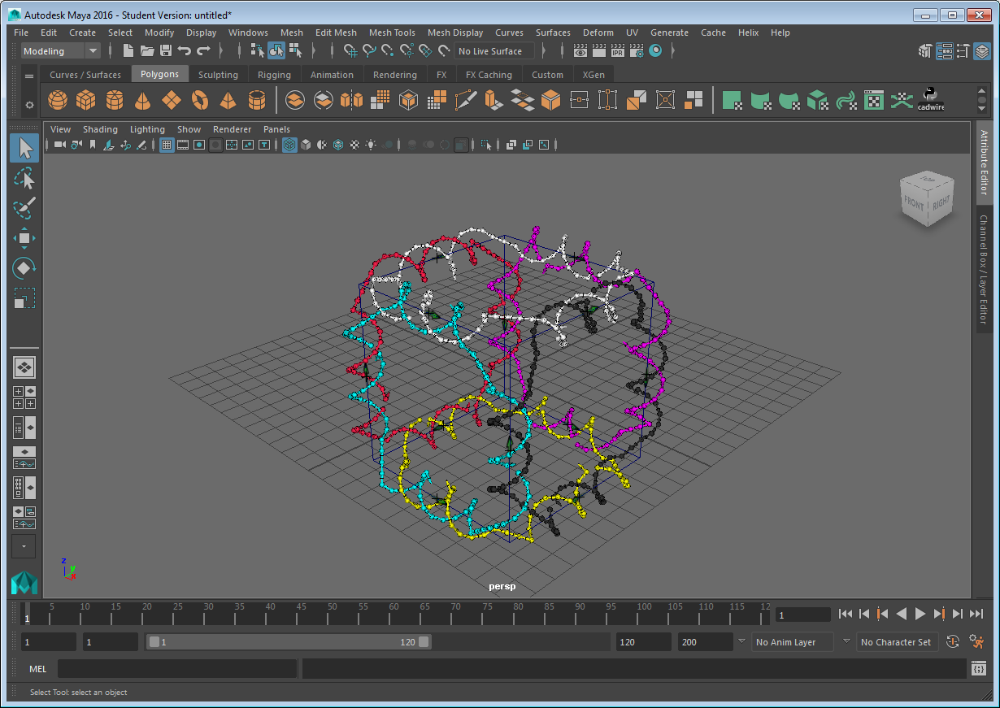 Autodesk Maya 2016 - Student Version: untitled*
File Edit Create Select Modify Display Windows Mesh Edit Mesh Mesh Tools Mesh Display Curves Surfaces Deform UV Generate Cache Helix Help
Modeling No Live Surface IPR
Curves / Surfaces Polygons Sculpting Rigging Animation Rendering FX FX Caching Custom XGen
cadwire
View Shading Lighting Show Renderer Panels
Attribute Editor
Channel Box / Layer Editor
TOP
FRONT RIGHT
z
y
x
persp
5 10 15 20 25 30 35 40 45 50 55 60 65 70 75 80 85 90 95 100 105 110 115 12
1 1
1 1 1 120 120 200 No Anim Layer No Character Set
MEL
Select Tool: select an object